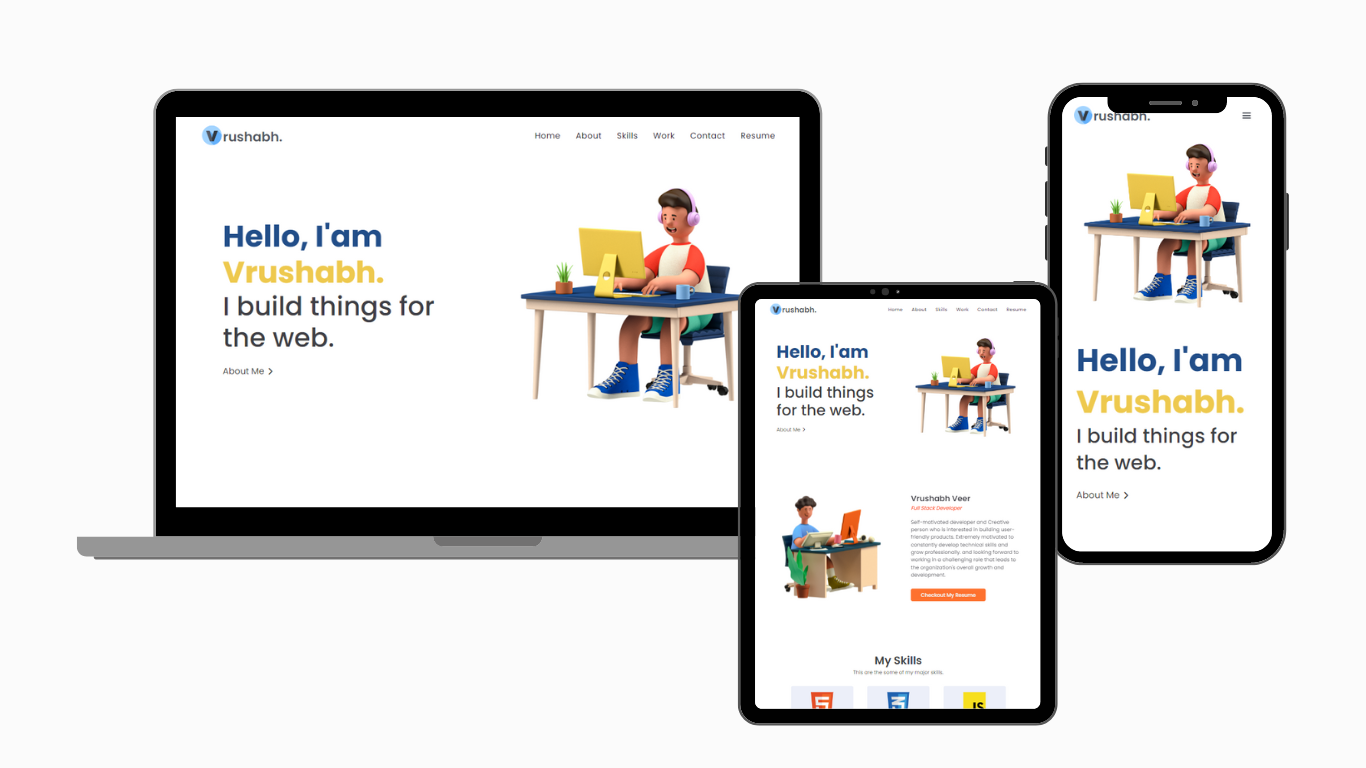 Vrushabh.
Home About Skills Work Contact Resume
Hello, I'am
Vrushabh.
I build things for
the web.
About Me
Vrushabh.
Home About Skills Work Contact Resume
Hello, I'am
Vrushabh.
I build things
for the web.
About Me
Vrushabh Veer
Full Stack Developer
Self-motivated developer and Creative
person who is interested in building user-
friendly products. Extremely motivated to
constantly develop technical skills and
grow professionally, and looking forward to
working in a challenging role that leads to
the organization's overall growth and
development.
Checkout My Resume
My Skills
This are the some of my major skills.
JS
Vrushabh.
Hello, I'am
Vrushabh.
I build things for
the web.
About Me